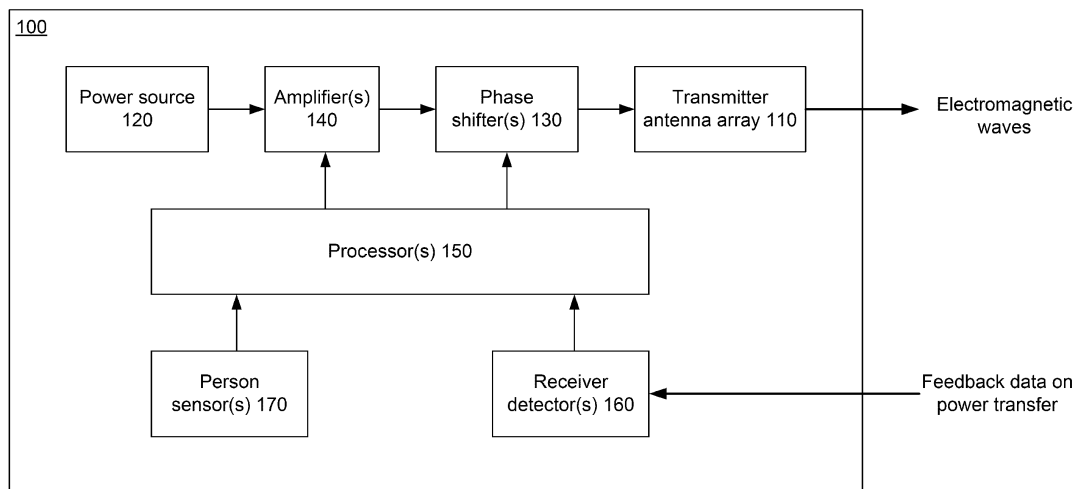 100
Power source
120
Amplifier(s)
140
Phase
shifter(s) 130
Transmitter
antenna array 110
Electromagnetic
waves
Processor(s) 150
Person
sensor(s) 170
Receiver
detector(s) 160
Feedback data on
power transfer